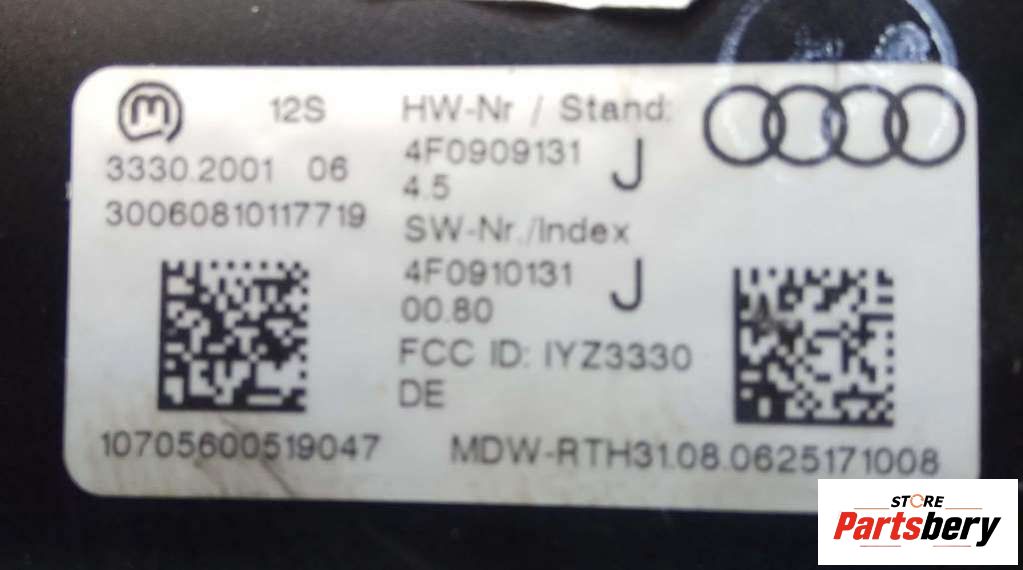 m 12S
3330.2001 06
30060810117719
HW-Nr / Stand:
4F0909131 J
4.5
SW-Nr./Index
4F0910131 J
00.80
FCC ID: IYZ3330
DE
10705600519047
MDW-RTH31.08.0625171008
STORE
Partsbery